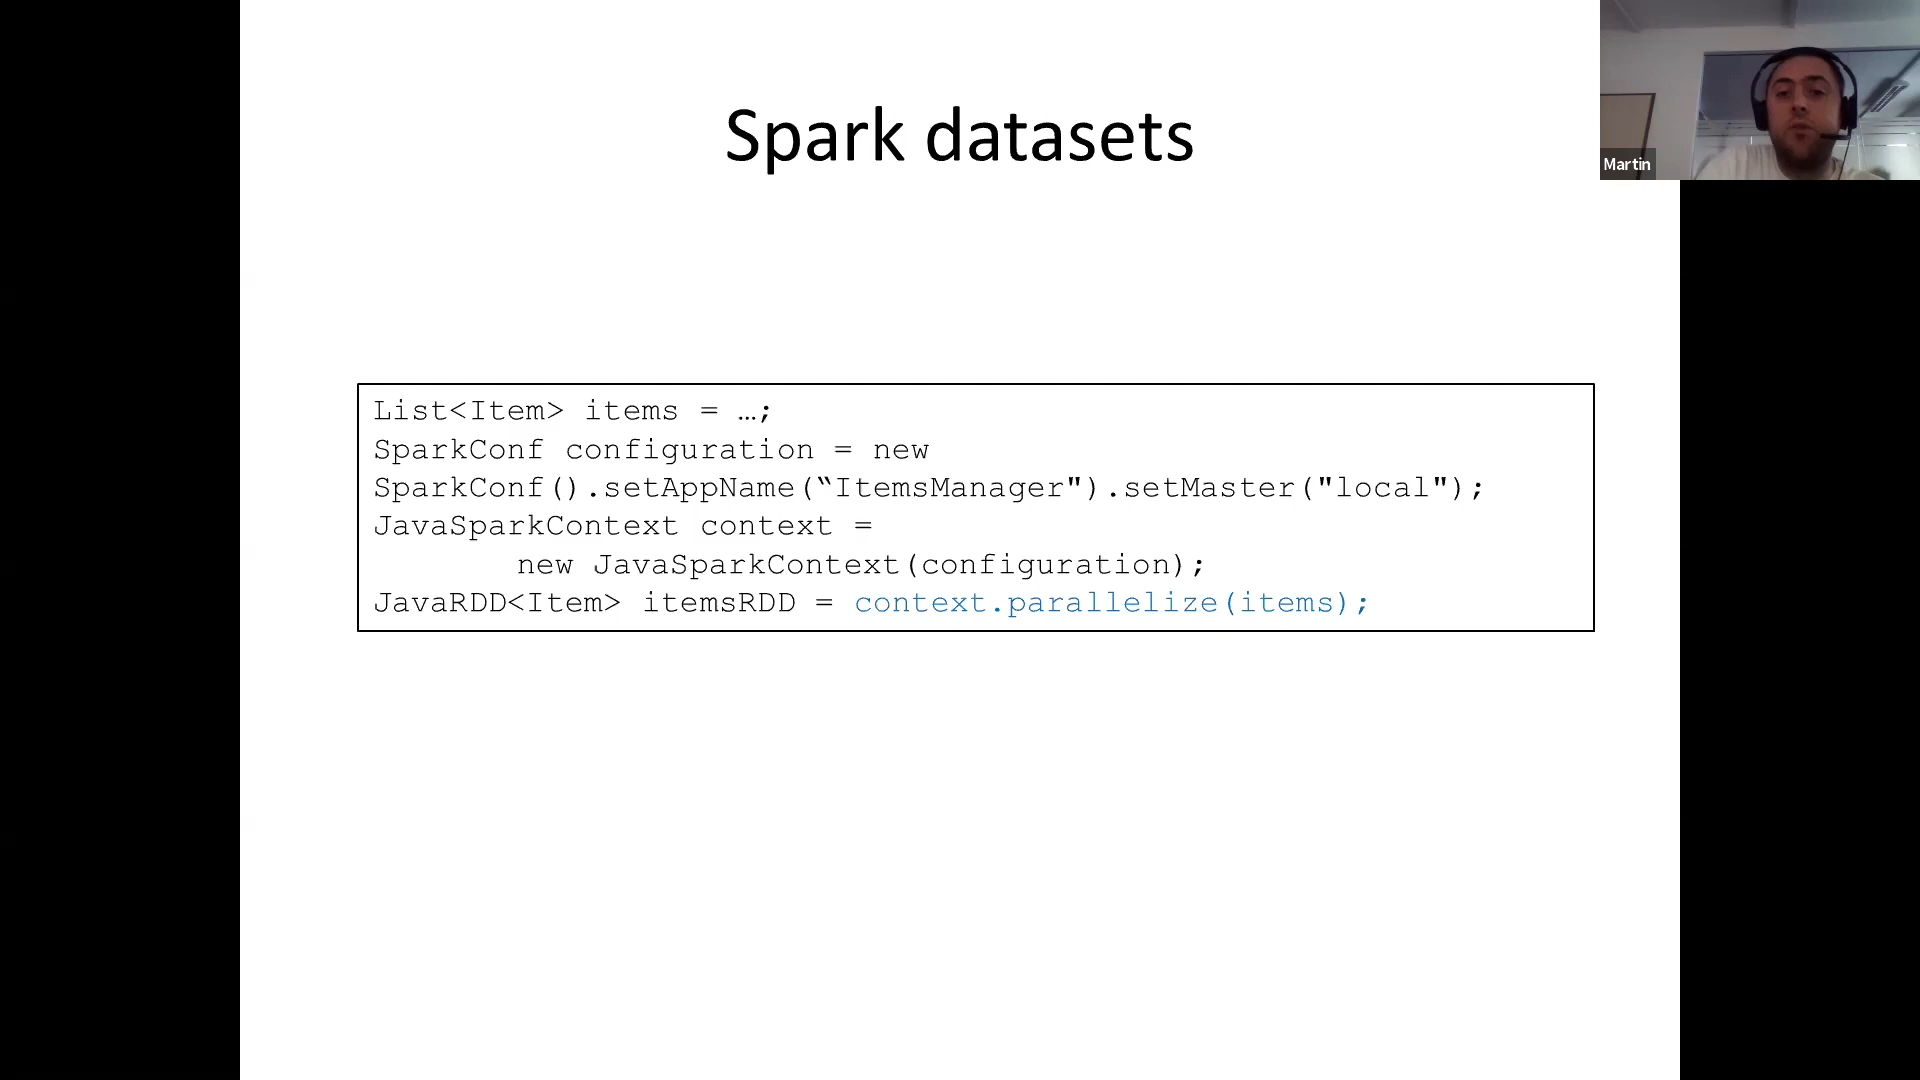 Spark datasets
Martin
List<Item> items = …;
SparkConf configuration = new
SparkConf().setAppName(“ItemsManager").setMaster("local");
JavaSparkContext context =
new JavaSparkContext(configuration);
JavaRDD<Item> itemsRDD = context.parallelize(items);